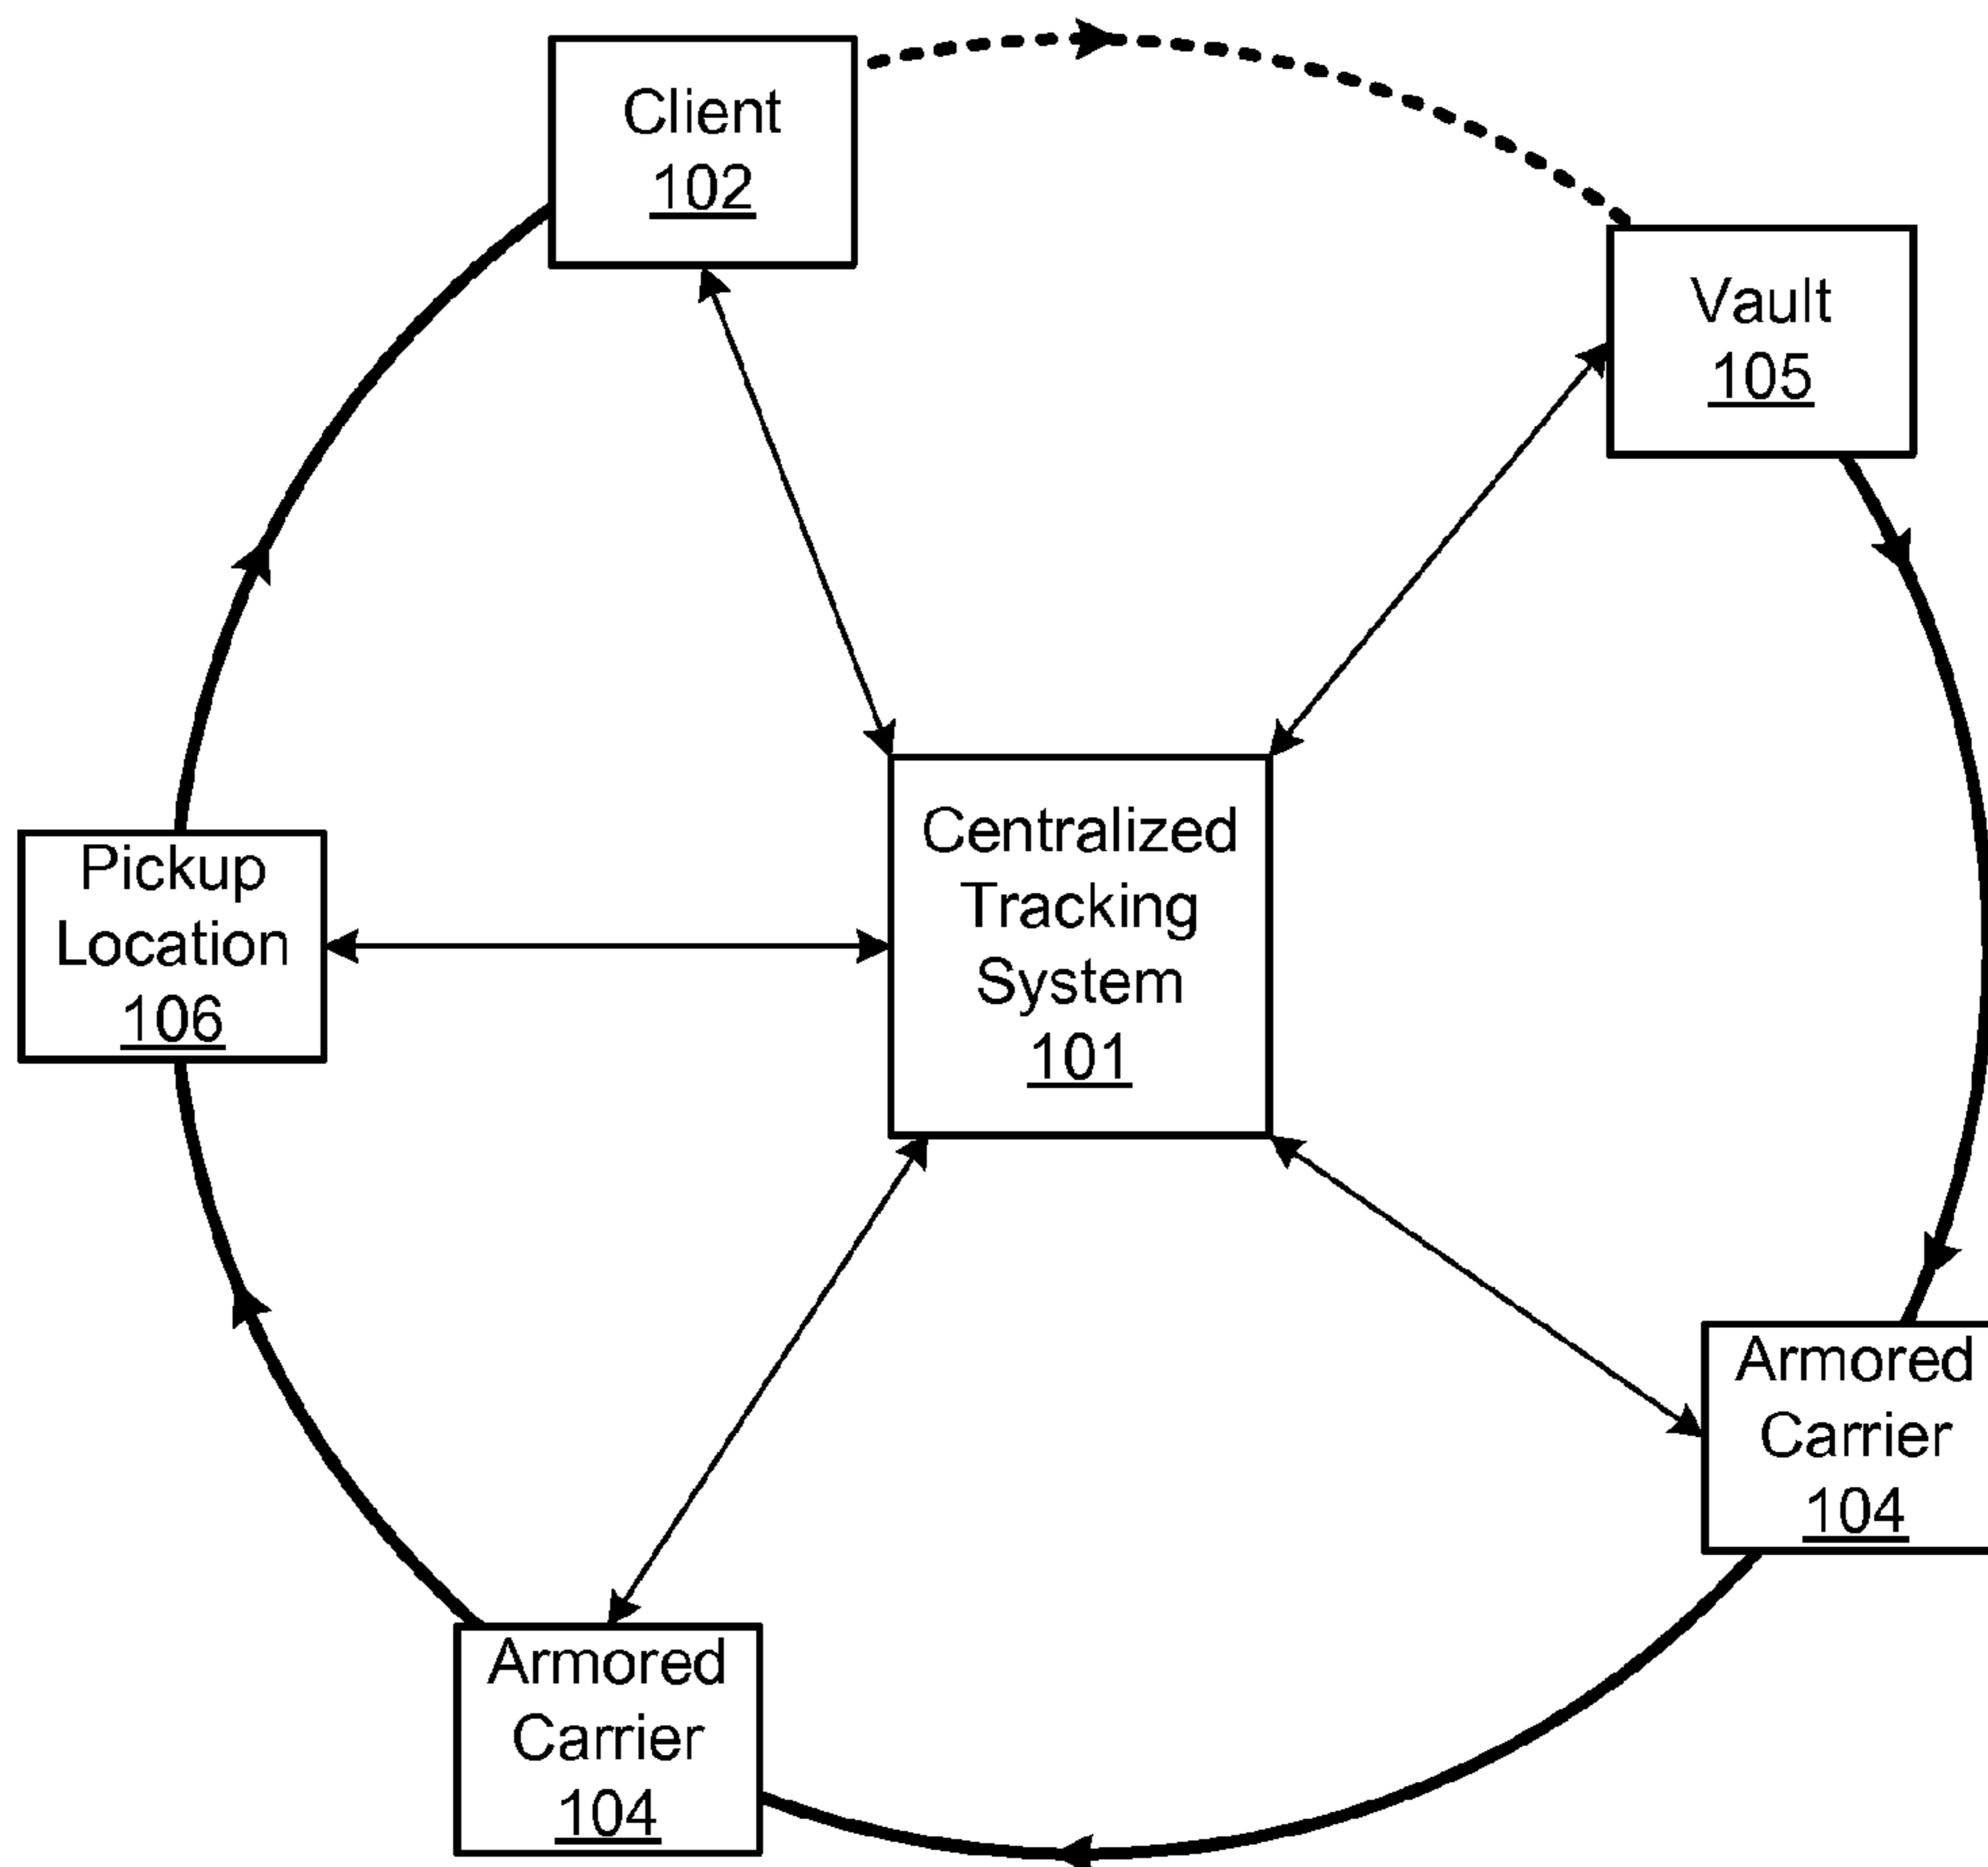 Client
102
Vault
105
Centralized
Tracking
System
101
Pickup
Location
106
Armored
Carrier
104
Armored
Carrier
104